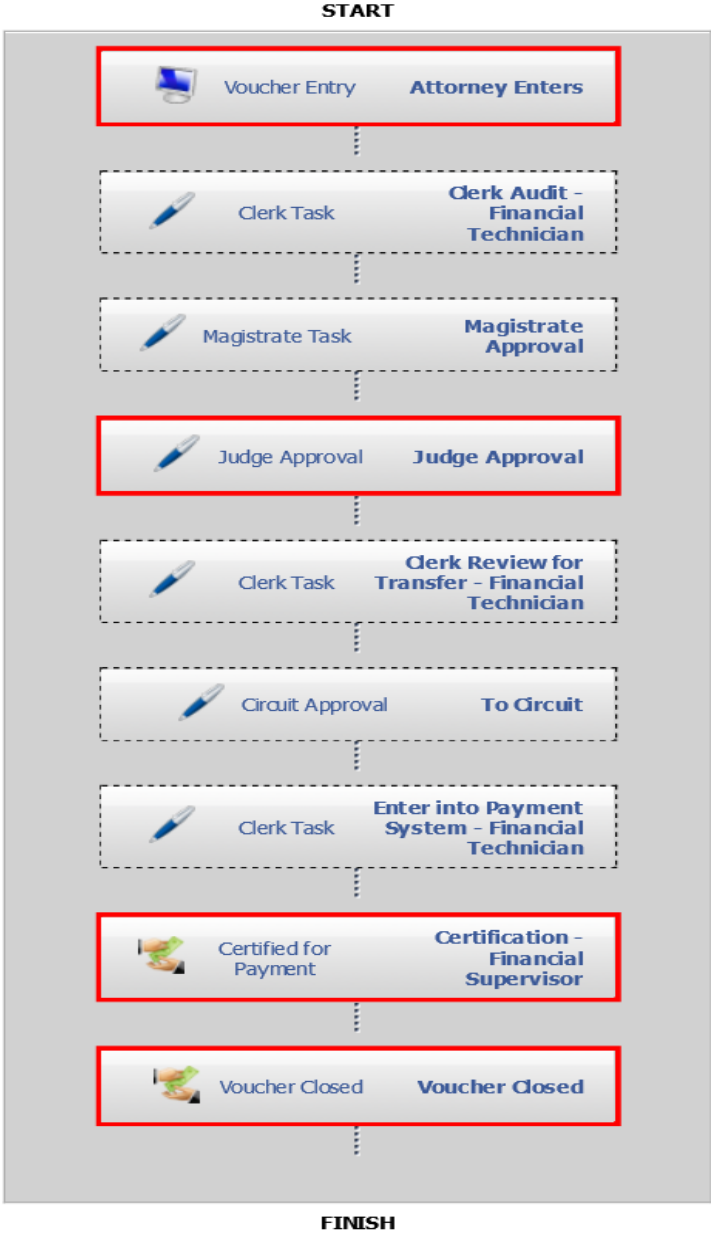 START
Voucher Entry
Attorney Enters
Clerk Task
Clerk Audit -
Financial
Technician
Magistrate Task
Magistrate
Approval
Judge Approval
Judge Approval
Clerk Task
Clerk Review for
Transfer - Financial
Technician
Circuit Approval
To Circuit
Clerk Task
Enter into Payment
System - Financial
Technician
Certified for
Payment
Certification -
Financial
Supervisor
Voucher Closed
Voucher Closed
FINISH